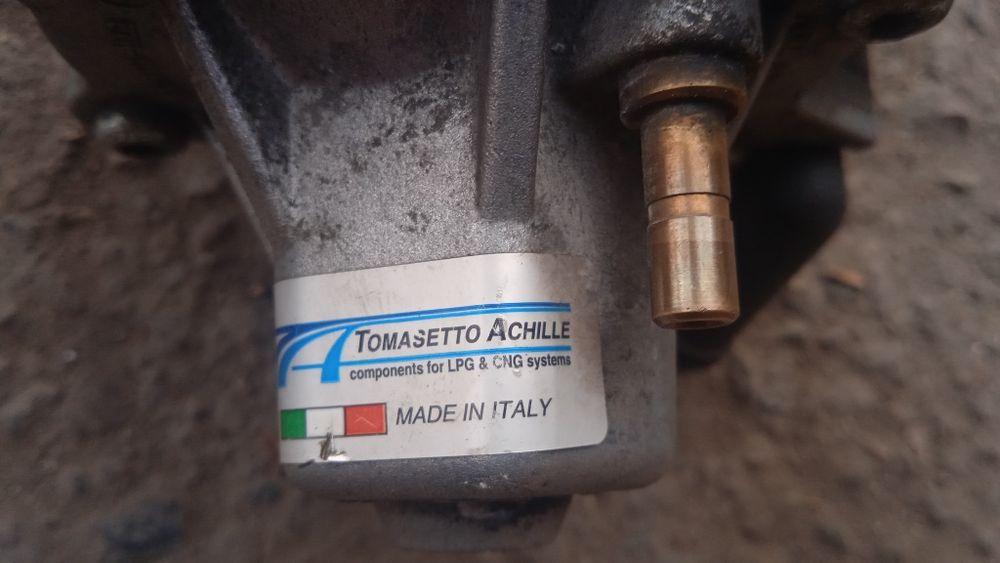 TOMASETTO ACHILLE
components for LPG & CNG systems
MADE IN ITALY